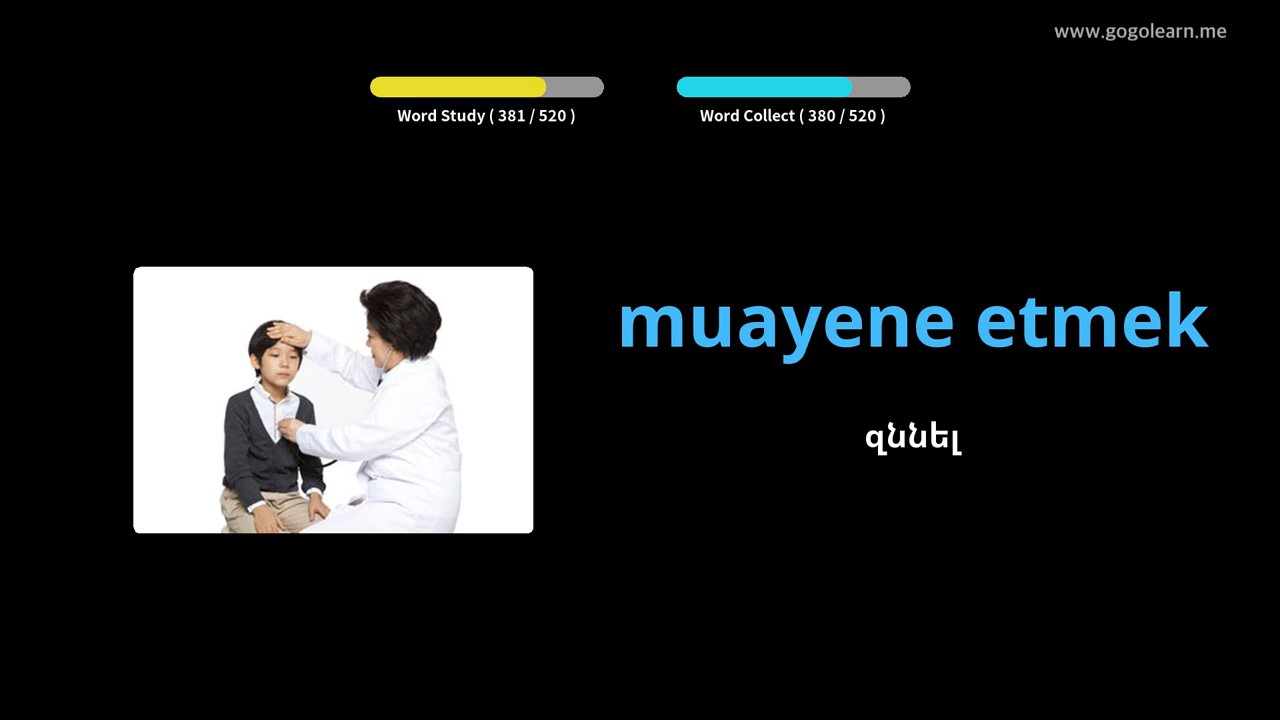 www.gogolearn.me
Word Study ( 381 / 520 )
Word Collect ( 380 / 520 )
muayene etmek
զննել